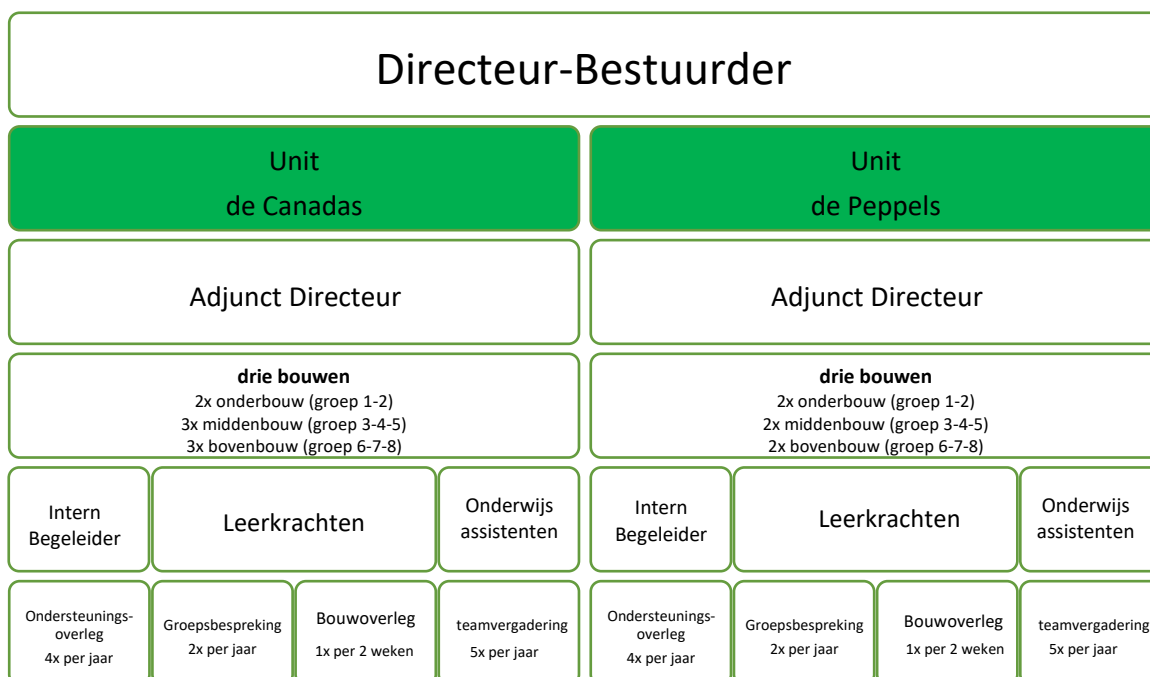 Directeur-Bestuurder
Unit
de Canadas
Unit
de Peppels
Adjunct Directeur
Adjunct Directeur
drie bouwen
2x onderbouw (groep 1-2)
3x middenbouw (groep 3-4-5)
3x bovenbouw (groep 6-7-8)
drie bouwen
2x onderbouw (groep 1-2)
2x middenbouw (groep 3-4-5)
2x bovenbouw (groep 6-7-8)
Intern
Begeleider
Leerkrachten
Onderwijs
assistenten
Intern
Begeleider
Leerkrachten
Onderwijs
assistenten
Ondersteunings-
overleg
4x per jaar
Groepsbespreking
2x per jaar
Bouwoverleg
1x per 2 weken
teamvergadering
5x per jaar
Ondersteunings-
overleg
4x per jaar
Groepsbespreking
2x per jaar
Bouwoverleg
1x per 2 weken
teamvergadering
5x per jaar